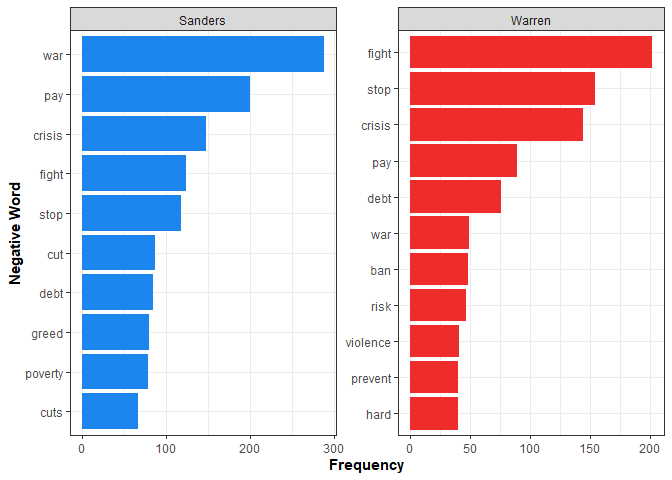 Sanders
Warren
Negative Word
war
pay
crisis
fight
stop
cut
debt
greed
poverty
cuts
0 100 200 300
fight
stop
crisis
pay
debt
war
ban
risk
violence
prevent
hard
0 50 100 150 200
Frequency